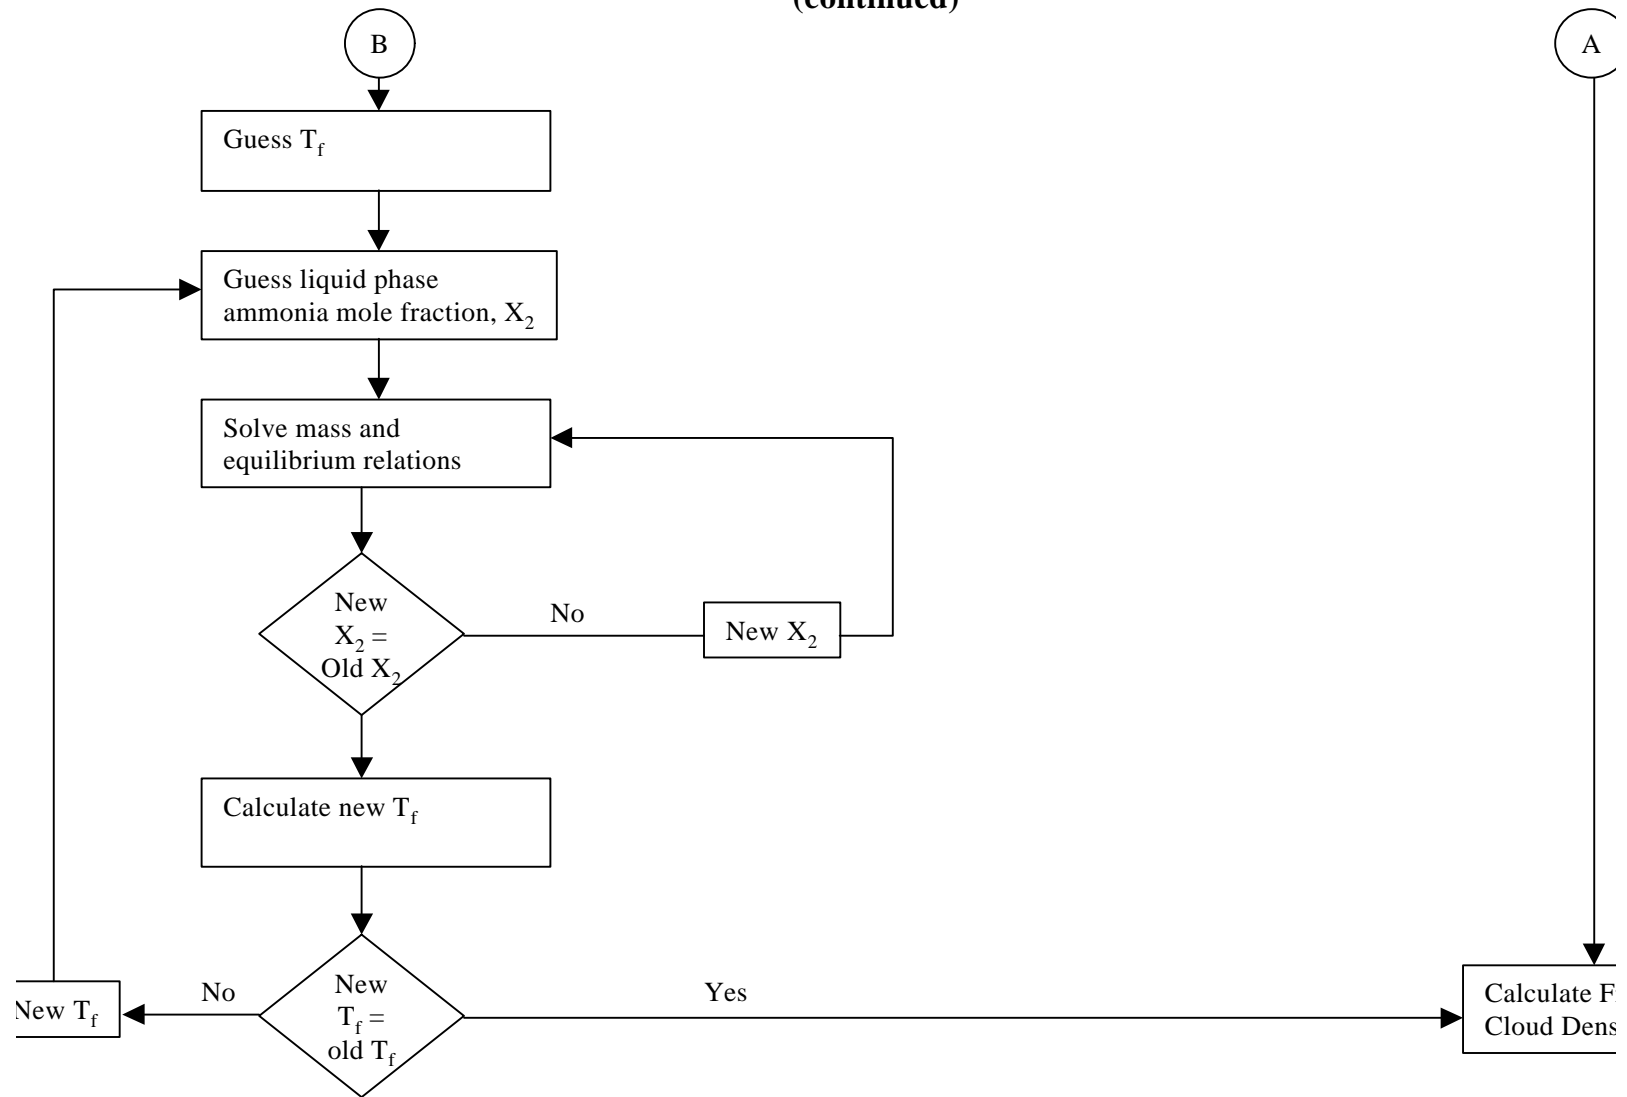 (continued)
B
A
Guess T_f
Guess liquid phase
ammonia mole fraction, X_2
Solve mass and
equilibrium relations
New
X_2 =
Old X_2
No
New X_2
Calculate new T_f
New
T_f =
old T_f
No
New T_f
Yes
Calculate
Cloud